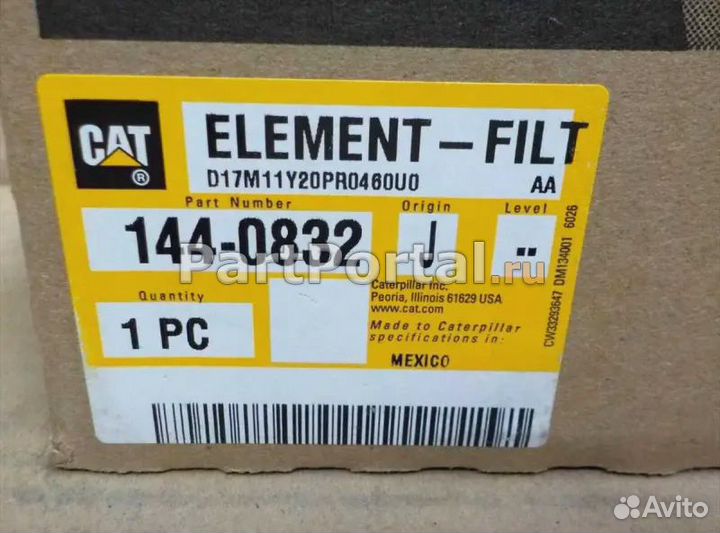 CAT
®
ELEMENT-FILT
D17M11Y20PR0460U0 AA
Part Number Origin Level
144-0832 J --
PartPortal.ru
Quantity
1 PC
Caterpillar Inc.
Peoria, Illinois 61629 USA
www.cat.com
Made to Caterpillar
specifications in:
MEXICO
CW33293647 DM134001 6026
Avito